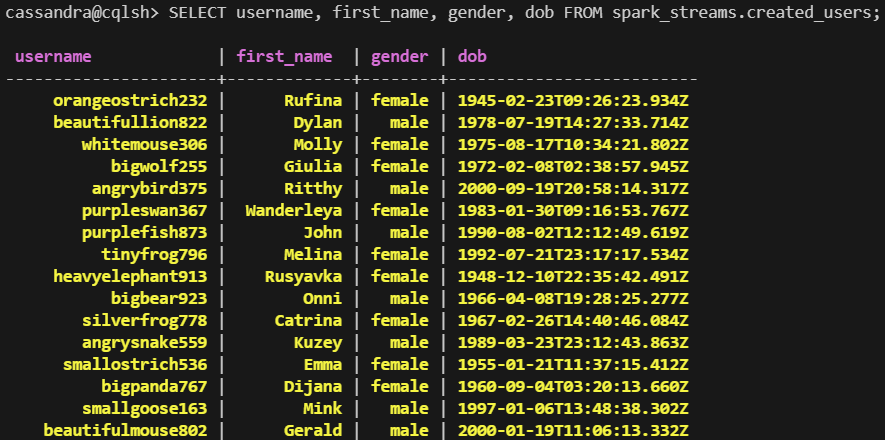 cassandra@cqlsh> SELECT username, first_name, gender, dob FROM spark_streams.created_users;
username | first_name | gender | dob
----------------------+-------------+--------+--------------------------
orangeostrich232 | Rufina | female | 1945-02-23T09:26:23.934Z
beautifullion822 | Dylan | male | 1978-07-19T14:27:33.714Z
whitemouse306 | Molly | female | 1975-08-17T10:34:21.802Z
bigwolf255 | Giulia | female | 1972-02-08T02:38:57.945Z
angrybird375 | Ritthy | male | 2000-09-19T20:58:14.317Z
purpleswan367 | Wanderleya | female | 1983-01-30T09:16:53.767Z
purplefish873 | John | male | 1990-08-02T12:12:49.619Z
tinyfrog796 | Melina | female | 1992-07-21T23:17:17.534Z
heavyelephant913 | Rusyavka | female | 1948-12-10T22:35:42.491Z
bigbear923 | Onni | male | 1966-04-08T19:28:25.277Z
silverfrog778 | Catrina | female | 1967-02-26T14:40:46.084Z
angrysnake559 | Kuzey | male | 1989-03-23T23:12:43.863Z
smallostrich536 | Emma | female | 1955-01-21T11:37:15.412Z
bigpanda767 | Dijana | female | 1960-09-04T03:20:13.660Z
smallgoose163 | Mink | male | 1997-01-06T13:48:38.302Z
beautifulmouse802 | Gerald | male | 2000-01-19T11:06:13.332Z